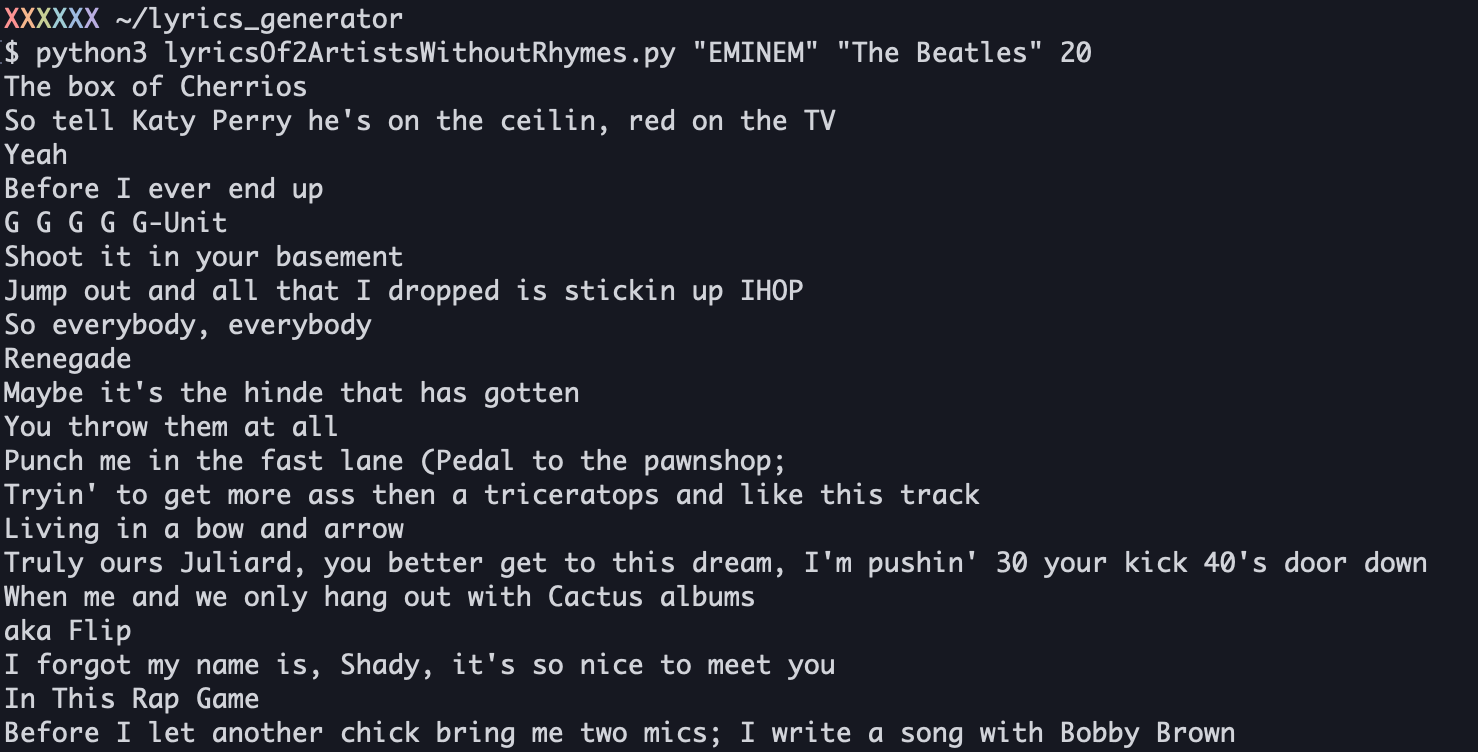 XXXXXX ~/lyrics_generator
$ python3 lyricsOf2ArtistsWithoutRhymes.py "EMINEM" "The Beatles" 20
The box of Cherrios
So tell Katy Perry he's on the ceilin, red on the TV
Yeah
Before I ever end up
G G G G G-Unit
Shoot it in your basement
Jump out and all that I dropped is stickin up IHOP
So everybody, everybody
Renegade
Maybe it's the hinde that has gotten
You throw them at all
Punch me in the fast lane (Pedal to the pawnshop;
Tryin' to get more ass then a triceratops and like this track
Living in a bow and arrow
Truly ours Juliard, you better get to this dream, I'm pushin' 30 your kick 40's door down
When me and we only hang out with Cactus albums
aka Flip
I forgot my name is, Shady, it's so nice to meet you
In This Rap Game
Before I let another chick bring me two mics; I write a song with Bobby Brown